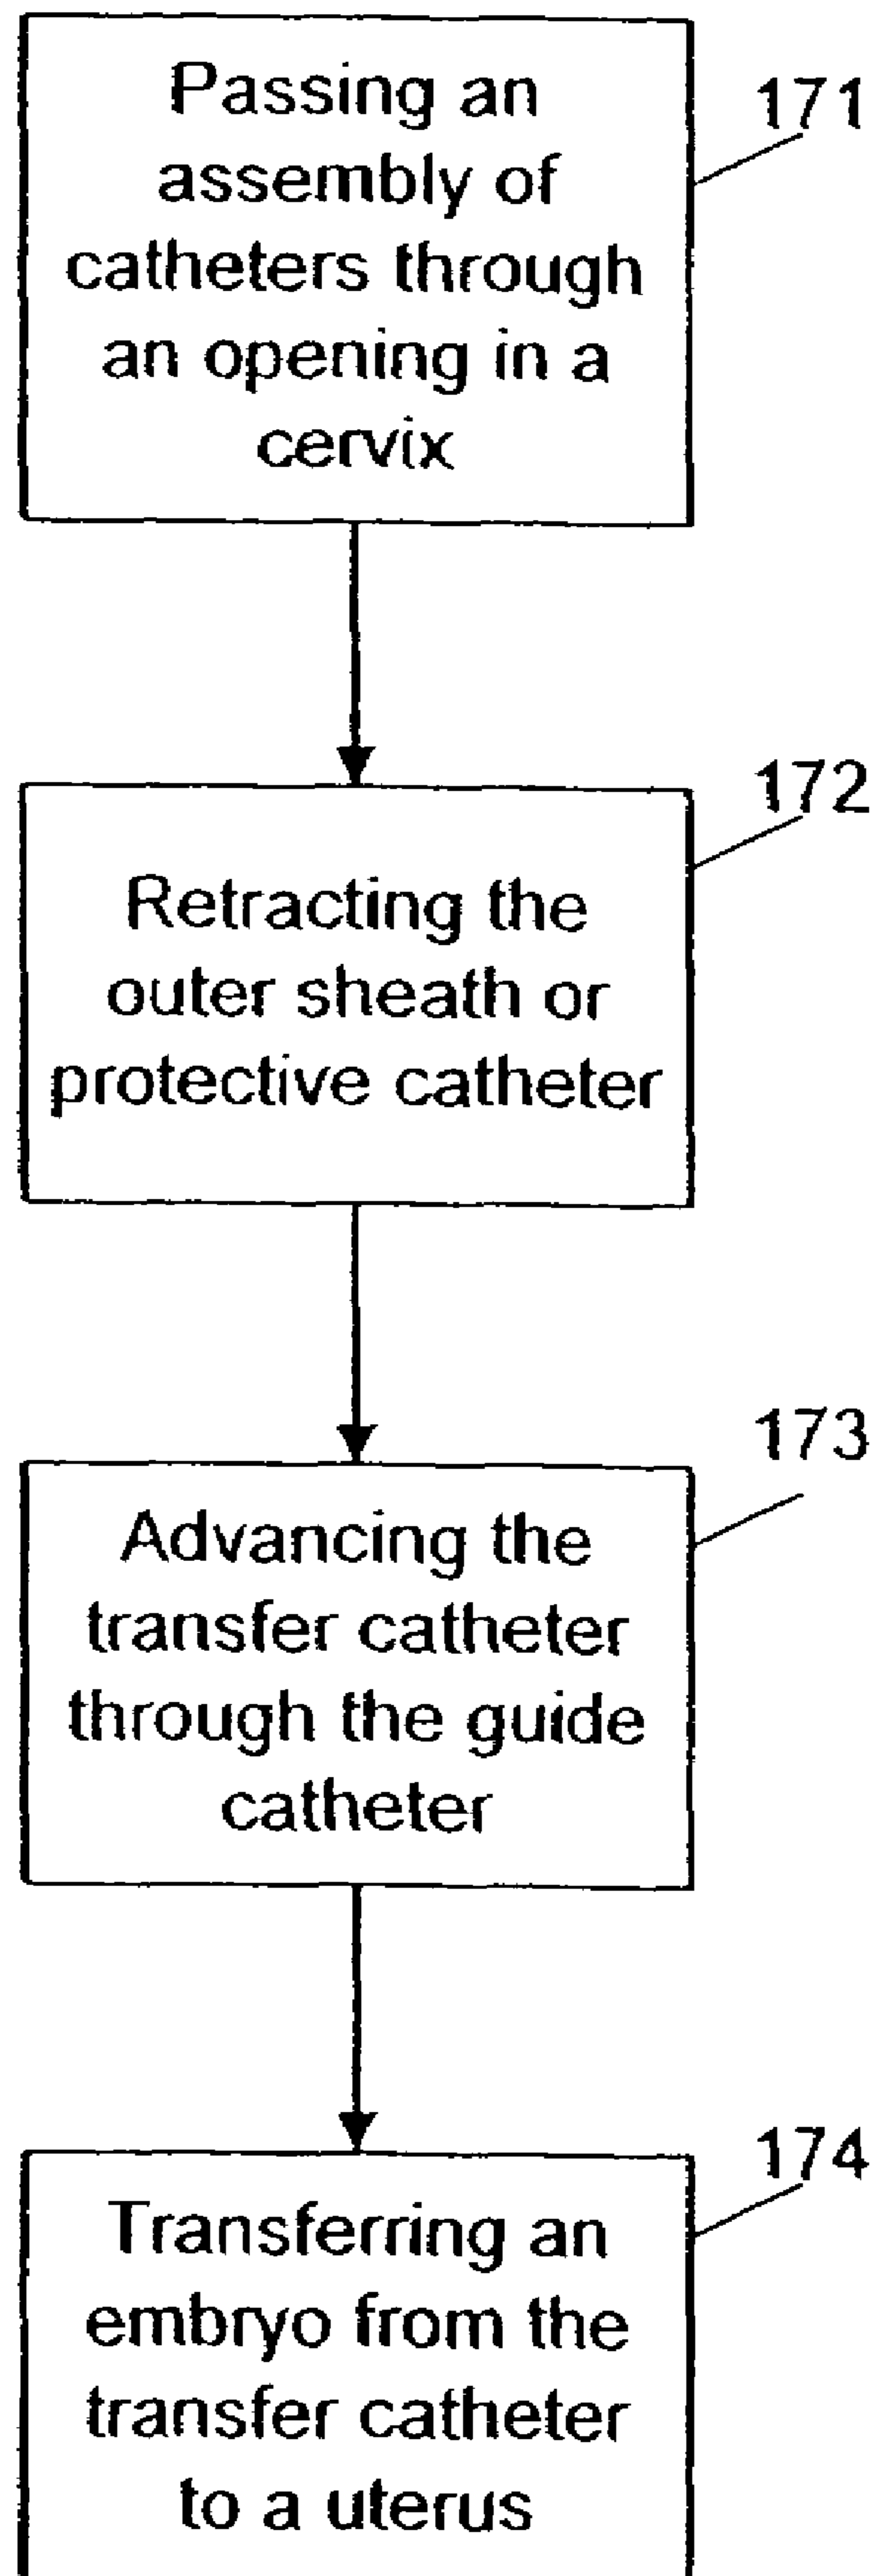 Passing an
assembly of
catheters through
an opening in a
cervix
171
Retracting the
outer sheath or
protective catheter
172
Advancing the
transfer catheter
through the guide
catheter
173
Transferring an
embryo from the
transfer catheter
to a uterus
174